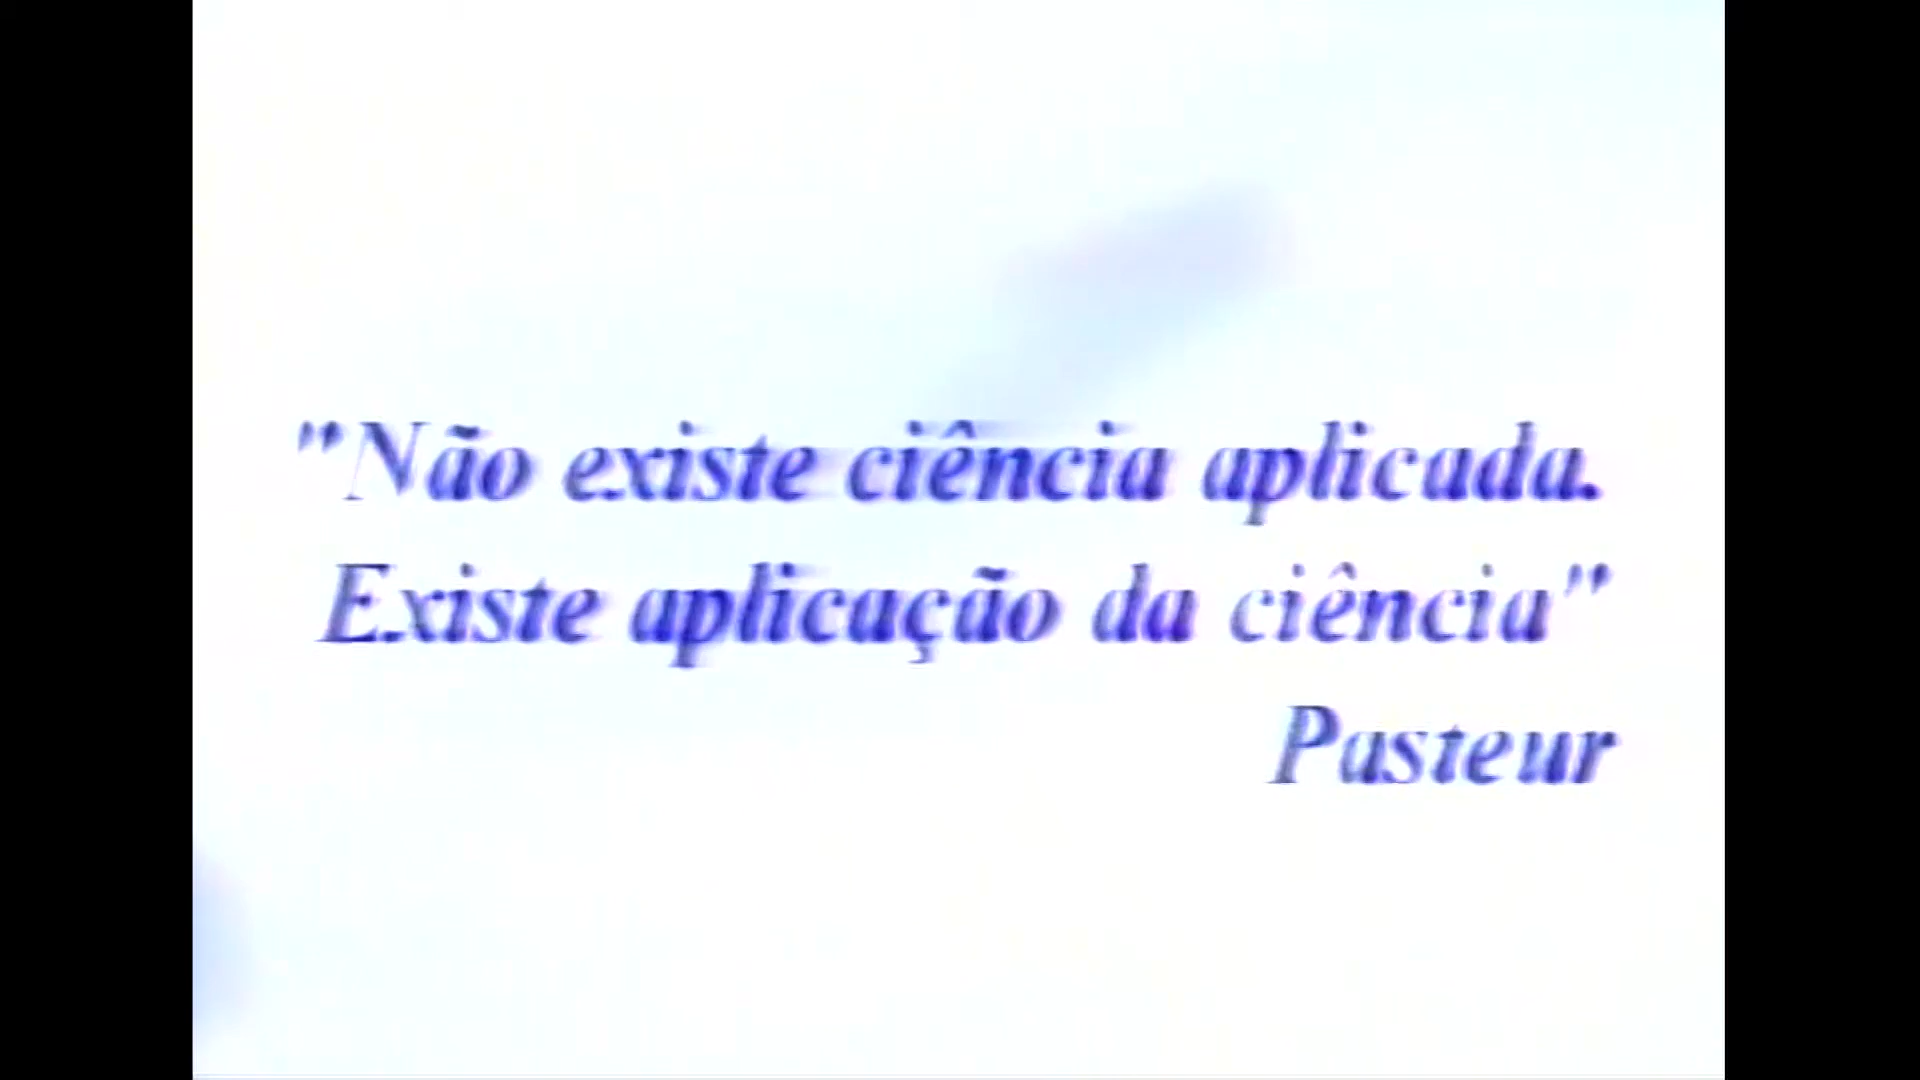 "Não existe ciência aplicada.
Existe aplicação da ciência"
Pasteur